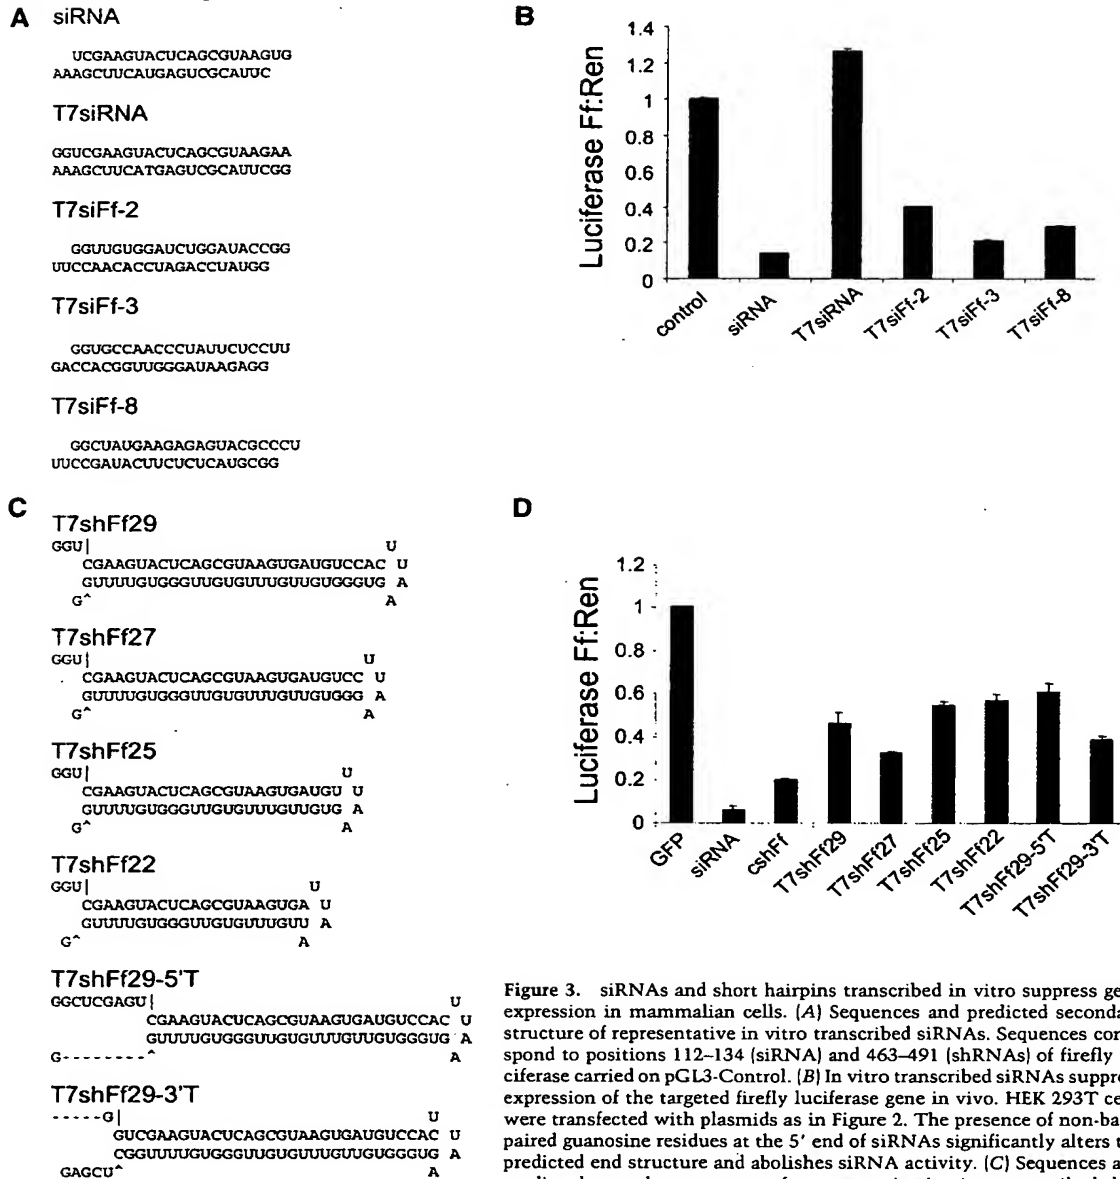 A
siRNA
UCGAAGUACUCAGCGUAAGUG
AAAGCUUCAUGAGUCGCAUUC
T7siRNA
GGUCGAAGUACUCAGCGUAAGAA
AAAGCUUCATGAGUCGCAUUCGG
T7siFf-2
GGUUGUGGAUCUGGAUACCGG
UUCCAACACCUAGACCUAUGG
T7siFf-3
GGUGCCAACCCUAUUCUCCUU
GACCACGGUUGGGAUAAGAGG
T7siFf-8
GGCUAUGAAGAGAGUACGCCCU
UUCCGAUACUUCUCUCAUGCGG
B
Luciferase Ff:Ren
1.4
1.2
1
0.8
0.6
0.4
0.2
0
control
siRNA
T7siRNA
T7siFf-2
T7siFf-3
T7siFf-8
C
T7shFf29
GGU| U
CGAAGUACUCAGCGUAAGUGAUGUCCAC U
GUUUUGUGGGUUGUGUUUGUUGUGGGUG A
G^ A
T7shFf27
GGU| U
CGAAGUACUCAGCGUAAGUGAUGUCC U
GUUUUGUGGGUUGUGUUUGUUGUGGG A
G^ A
T7shFf25
GGU| U
CGAAGUACUCAGCGUAAGUGAUGU U
GUUUUGUGGGUUGUGUUUGUUGUG A
G^ A
T7shFf22
GGU| U
CGAAGUACUCAGCGUAAGUGA U
GUUUUGUGGGUUGUGUUUGUU A
G^ A
T7shFf29-5'T
GGCUCGAGU| U
CGAAGUACUCAGCGUAAGUGAUGUCCAC U
GUUUUGUGGGUUGUGUUUGUUGUGGGUG A
G--------^ A
T7shFf29-3'T
-----G| U
GUCGAAGUACUCAGCGUAAGUGAUGUCCAC U
CGGUUUUGUGGGUUGUGUUUGUUGUGGGUG A
GAGCU^ A
D
Luciferase Ff:Ren
1.2
1
0.8
0.6
0.4
0.2
0
GFP
siRNA
cshFf
T7shFf29
T7shFf27
T7shFf25
T7shFf22
T7shFf29-5'T
T7shFf29-3'T
Figure 3. siRNAs and short hairpins transcribed in vitro suppress ge
expression in mammalian cells. (A) Sequences and predicted seconda
structure of representative in vitro transcribed siRNAs. Sequences cor
spond to positions 112–134 (siRNA) and 463–491 (shRNAs) of firefly
ciferase carried on pGL3-Control. (B) In vitro transcribed siRNAs suppre
expression of the targeted firefly luciferase gene in vivo. HEK 293T ce
were transfected with plasmids as in Figure 2. The presence of non-ba
paired guanosine residues at the 5' end of siRNAs significantly alters t
predicted end structure and abolishes siRNA activity. (C) Sequences a